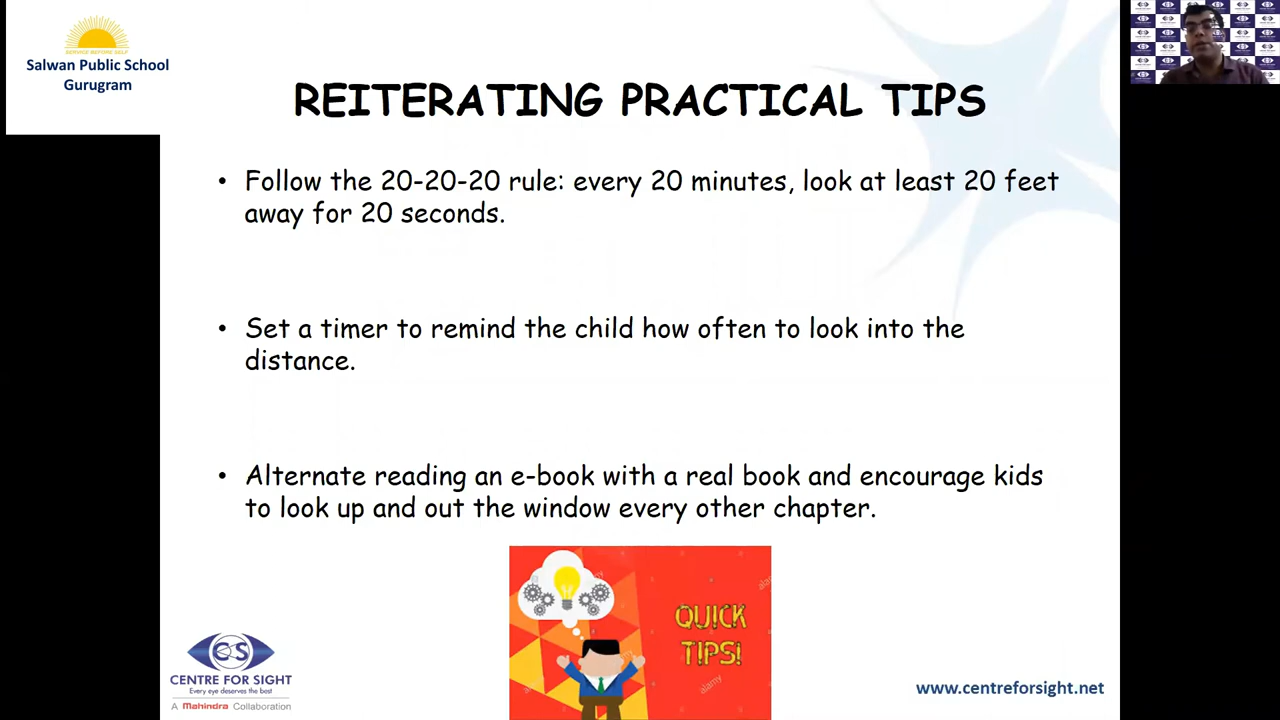 SERVICE BEFORE SELF
Salwan Public School
Gurugram
REITERATING PRACTICAL TIPS
• Follow the 20-20-20 rule: every 20 minutes, look at least 20 feet
away for 20 seconds.
• Set a timer to remind the child how often to look into the
distance.
• Alternate reading an e-book with a real book and encourage kids
to look up and out the window every other chapter.
QUICK
TIPS!
alamy
alamy
alamy
CS
CENTRE FOR SIGHT
Every eye deserves the best
A Mahindra Collaboration
www.centreforsight.net